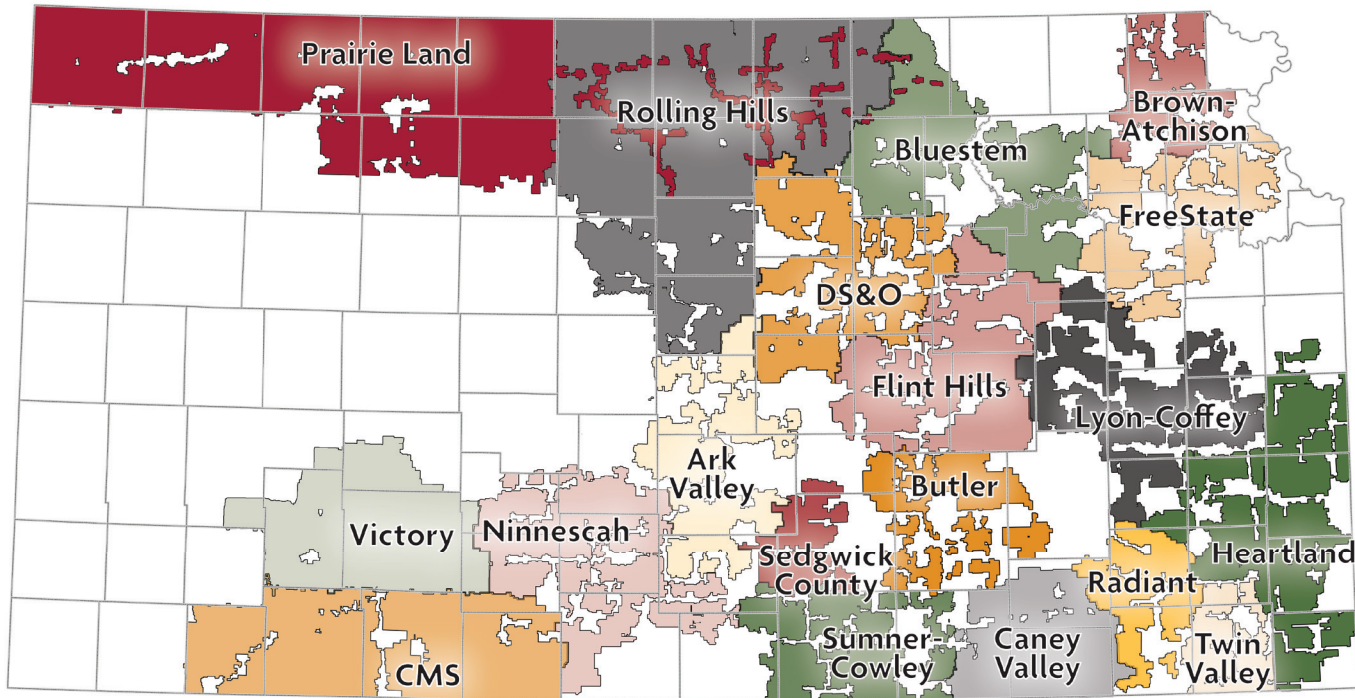 Prairie Land
Rolling Hills
Brown-
Atchison
Bluestem
FreeState
DS&O
Flint Hills
Lyon-Coffey
Ark
Valley
Butler
Victory
Ninnescah
Sedgwick
County
Heartland
Radiant
Sumner-
Cowley
Caney
Valley
Twin
Valley
CMS